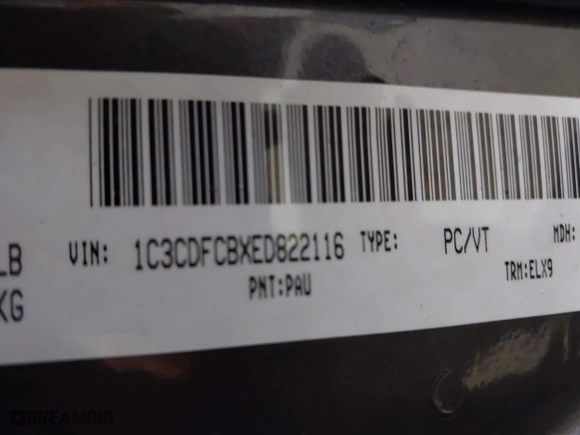 LB VIN: 1C3CDFCBXED822116 TYPE: PC/VT MDH:
KG PNT:PAU TRM:ELX9
DREAMBID